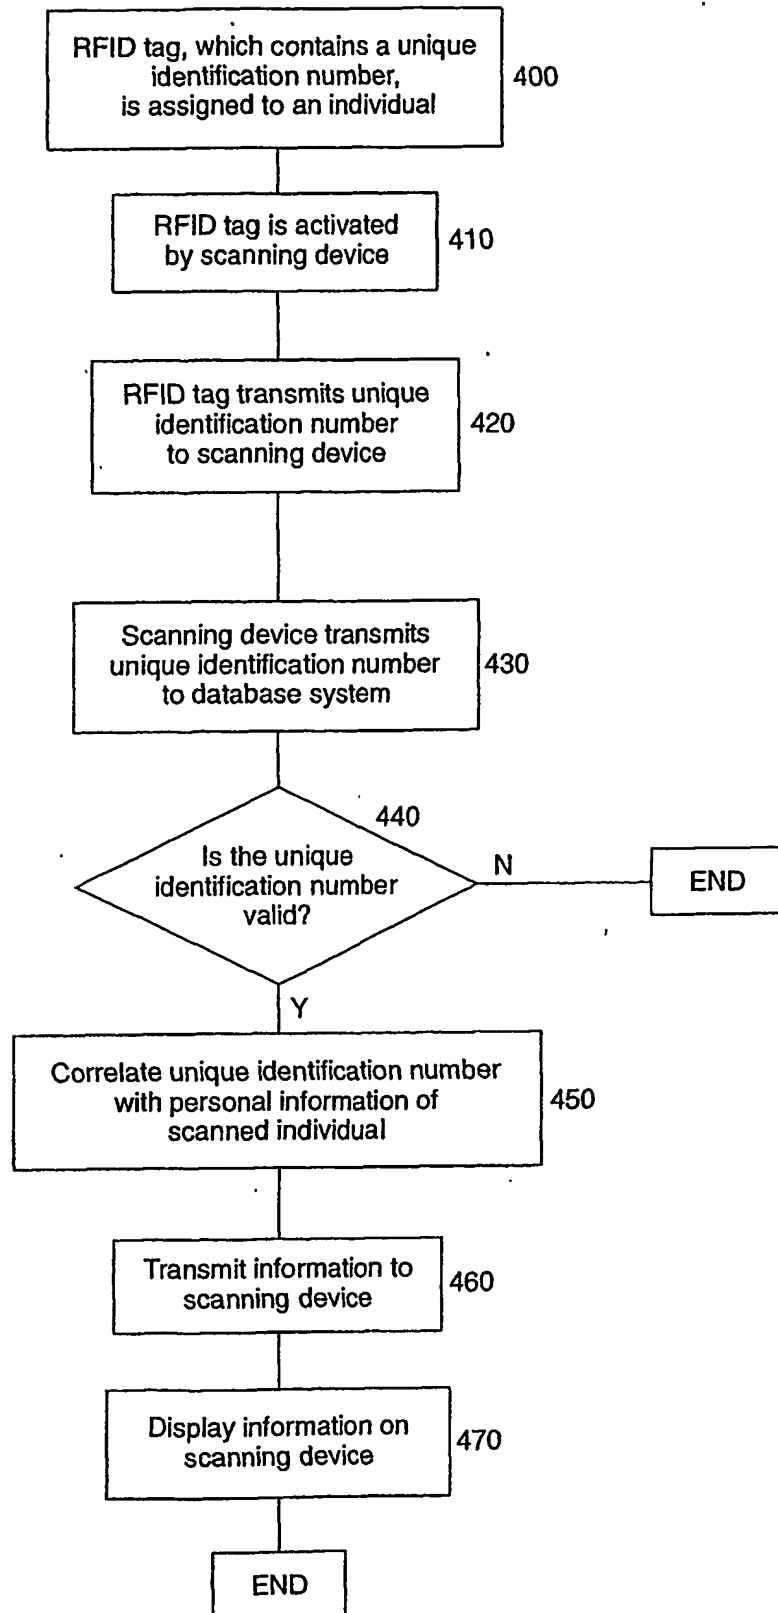 RFID tag, which contains a unique
identification number,
is assigned to an individual
400
RFID tag is activated
by scanning device
410
RFID tag transmits unique
identification number
to scanning device
420
Scanning device transmits
unique identification number
to database system
430
440
Is the unique
identification number
valid?
N
END
Y
Correlate unique identification number
with personal information of
scanned individual
450
Transmit information to
scanning device
460
Display information on
scanning device
470
END